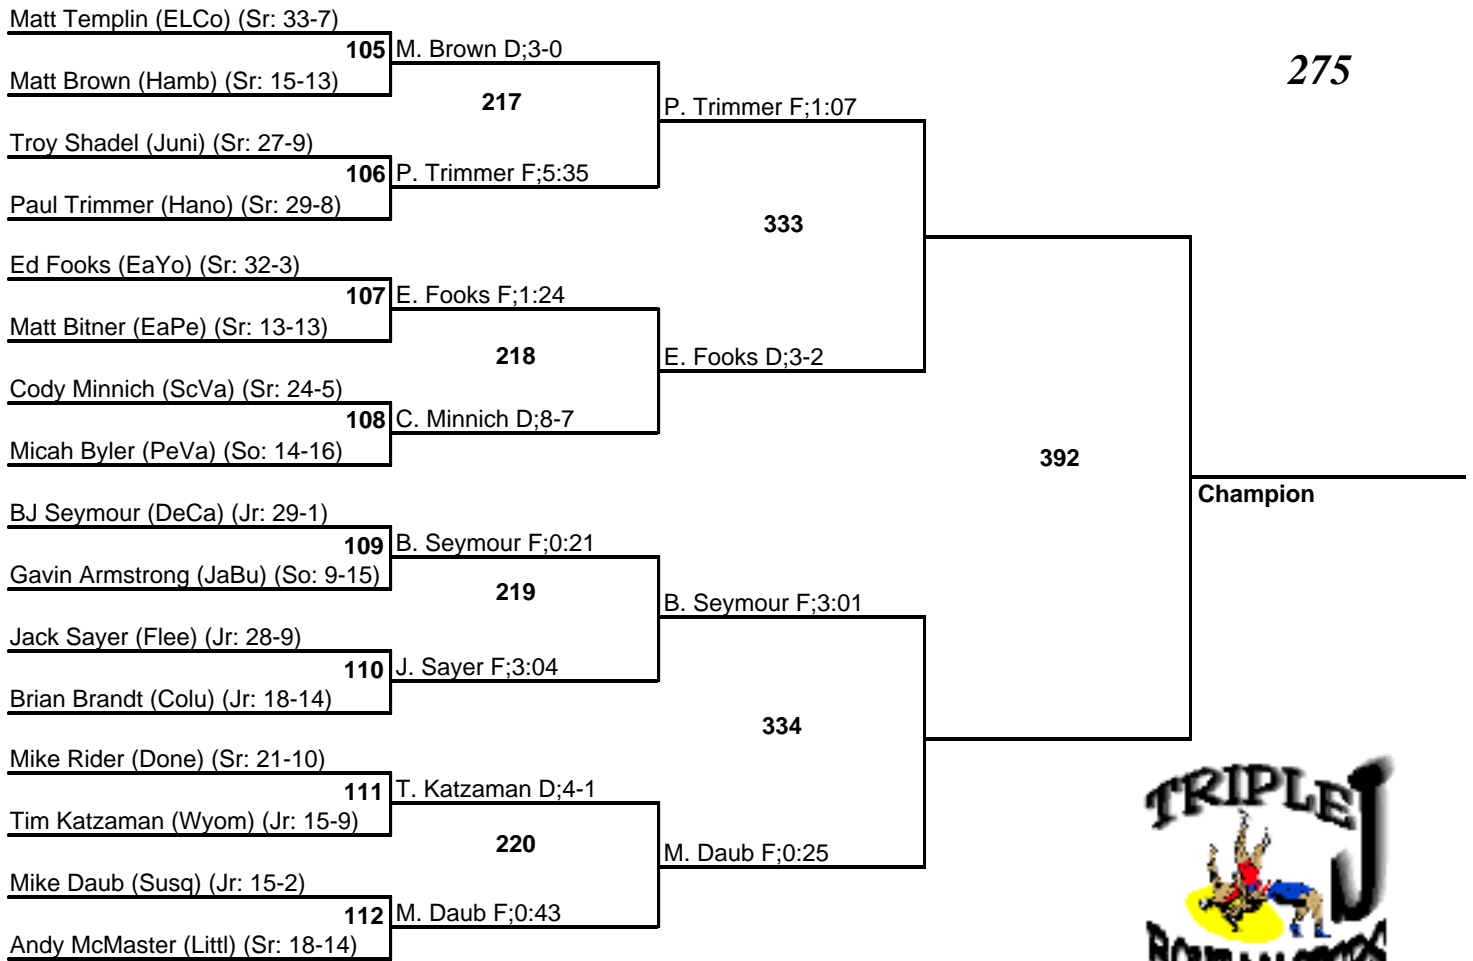 Matt Templin (ELCo) (Sr: 33-7)
105 M. Brown D;3-0
Matt Brown (Hamb) (Sr: 15-13)
275
217
P. Trimmer F;1:07
Troy Shadel (Juni) (Sr: 27-9)
106 P. Trimmer F;5:35
Paul Trimmer (Hano) (Sr: 29-8)
333
Ed Fooks (EaYo) (Sr: 32-3)
107 E. Fooks F;1:24
Matt Bitner (EaPe) (Sr: 13-13)
218
E. Fooks D;3-2
Cody Minnich (ScVa) (Sr: 24-5)
108 C. Minnich D;8-7
Micah Byler (PeVa) (So: 14-16)
392
Champion
BJ Seymour (DeCa) (Jr: 29-1)
109 B. Seymour F;0:21
Gavin Armstrong (JaBu) (So: 9-15)
219
B. Seymour F;3:01
Jack Sayer (Flee) (Jr: 28-9)
110 J. Sayer F;3:04
Brian Brandt (Colu) (Jr: 18-14)
334
Mike Rider (Done) (Sr: 21-10)
111 T. Katzaman D;4-1
Tim Katzaman (Wyom) (Jr: 15-9)
220
M. Daub F;0:25
Mike Daub (Susq) (Jr: 15-2)
112 M. Daub F;0:43
Andy McMaster (Littl) (Sr: 18-14)
TRIPLE J